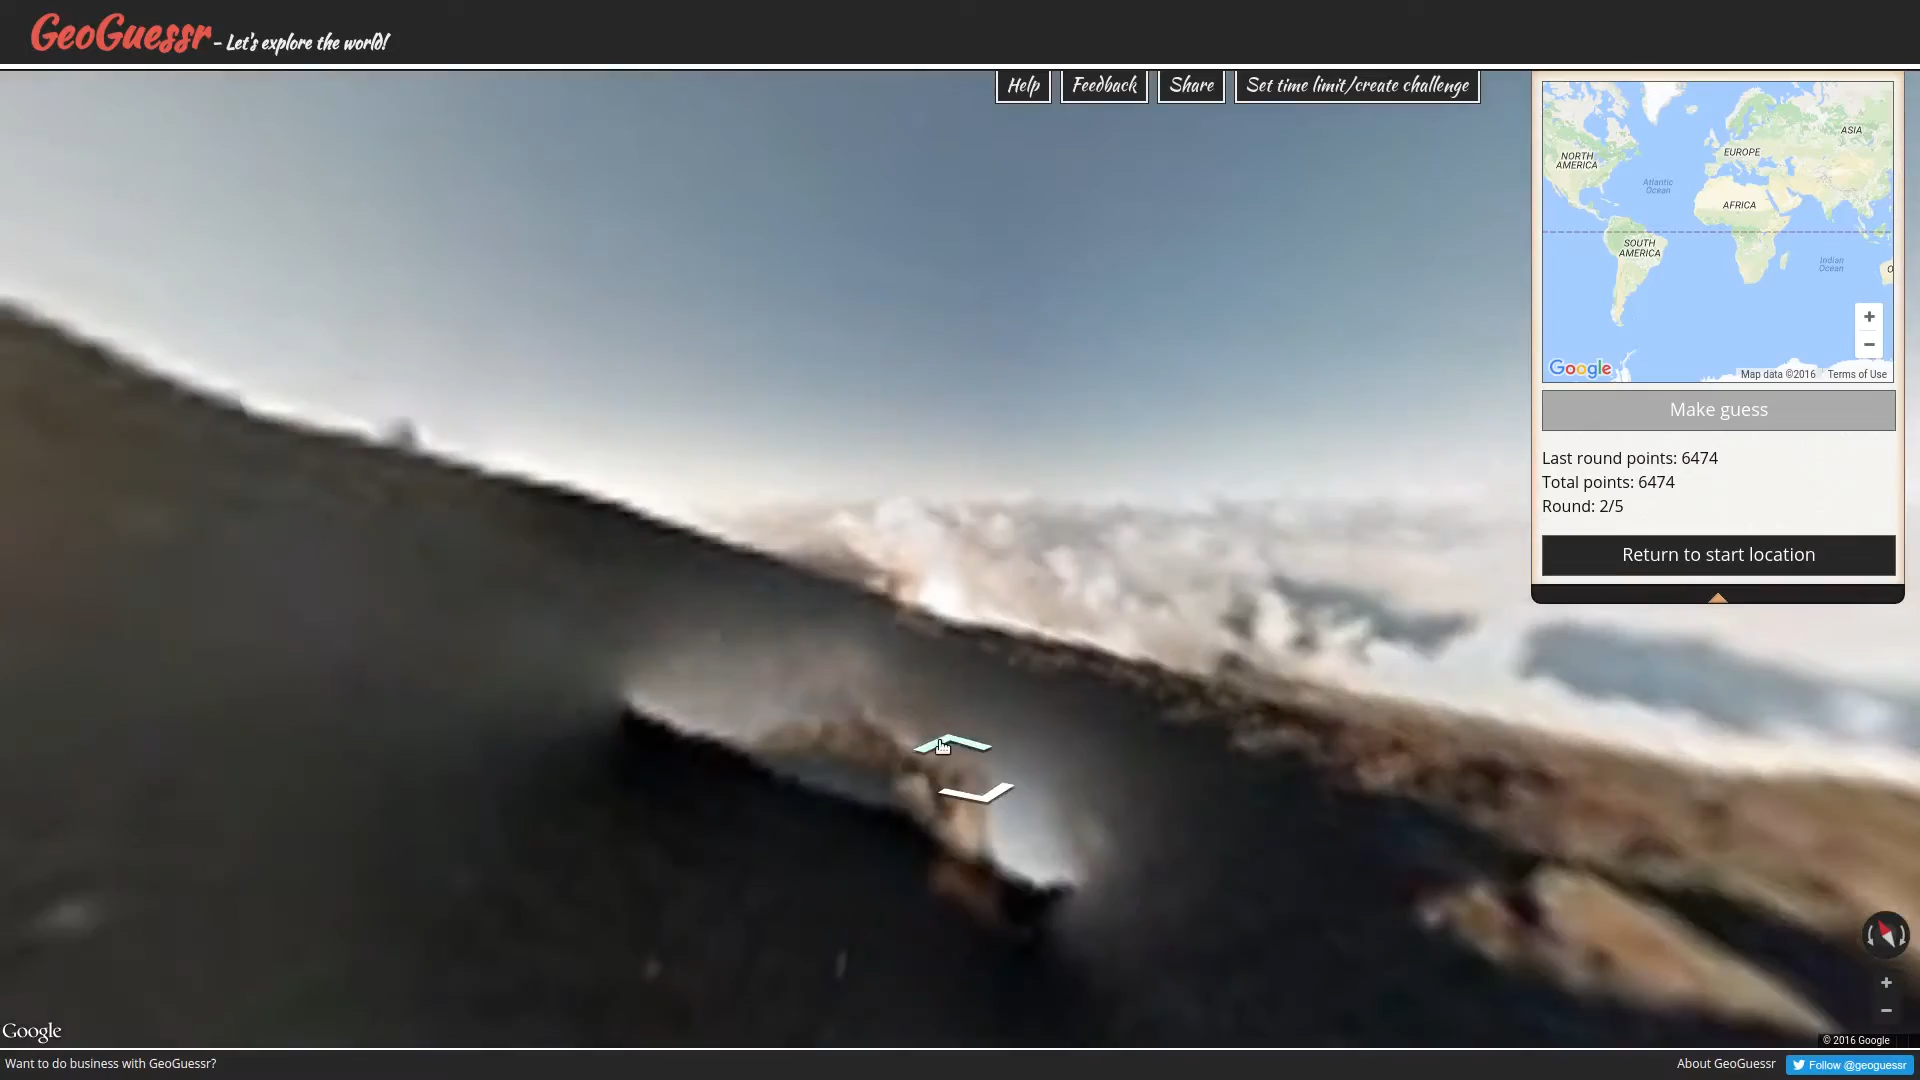 GeoGuessr - Let's explore the world!
Help
Feedback
Share
Set time limit/create challenge
NORTH AMERICA
Atlantic Ocean
EUROPE
ASIA
AFRICA
SOUTH AMERICA
Indian Ocean
O
+
−
Google
Map data ©2016
Terms of Use
Make guess
Last round points: 6474
Total points: 6474
Round: 2/5
Return to start location
+
−
Google
© 2016 Google
Want to do business with GeoGuessr?
About GeoGuessr
Follow @geoguessr